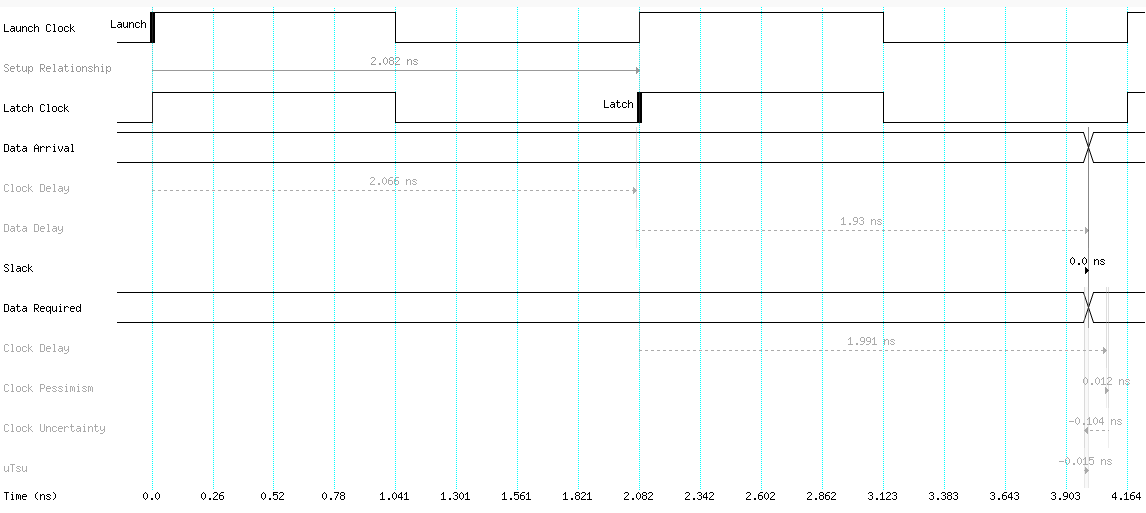 Launch Clock Launch
Setup Relationship 2.082 ns
Latch Clock Latch
Data Arrival
Clock Delay 2.066 ns
Data Delay 1.93 ns
Slack 0.0 ns
Data Required
Clock Delay 1.991 ns
Clock Pessimism 0.012 ns
Clock Uncertainty -0.104 ns
uTsu -0.015 ns
Time (ns) 0.0 0.26 0.52 0.78 1.041 1.301 1.561 1.821 2.082 2.342 2.602 2.862 3.123 3.383 3.643 3.903 4.164